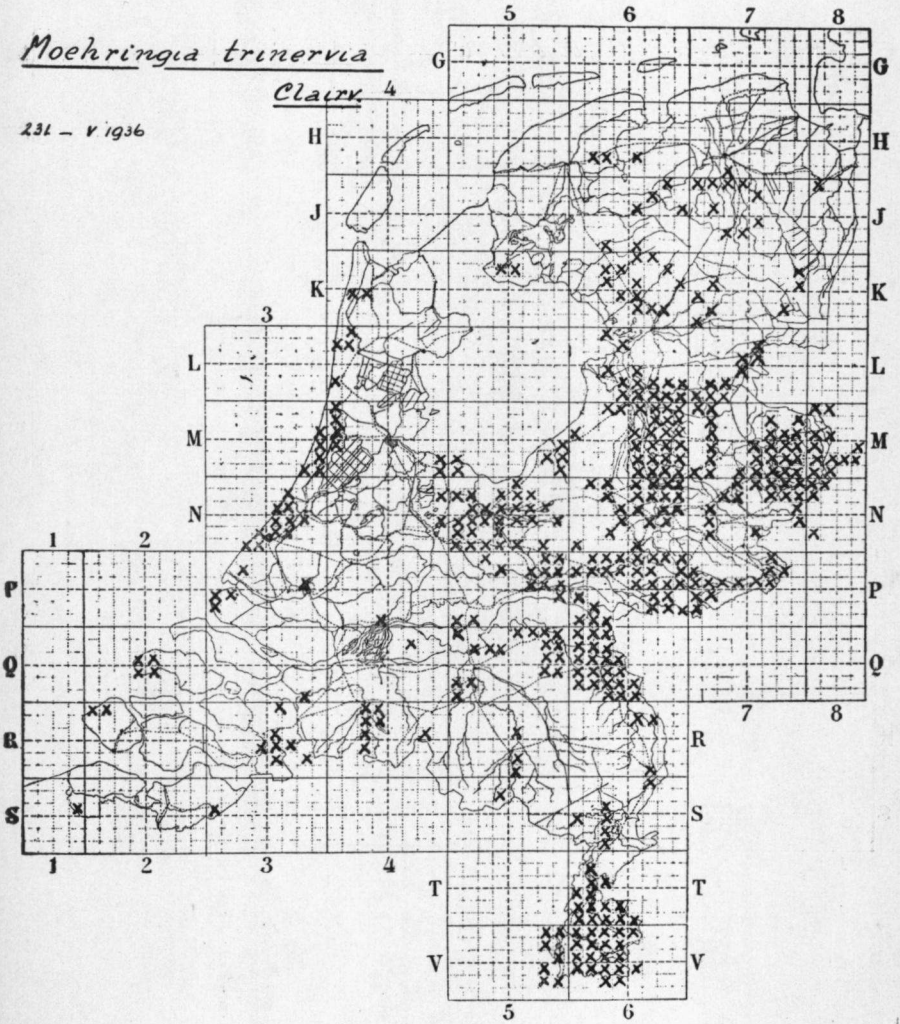 Moehringia trinervia
Clairv.
231 - V 1936
5 6 7 8
G G
4
H H
J J
K K
3
L L
M M
N N
1 2
P P
Q Q
7 8
R R
S S
1 2 3 4
T T
V V
5 6